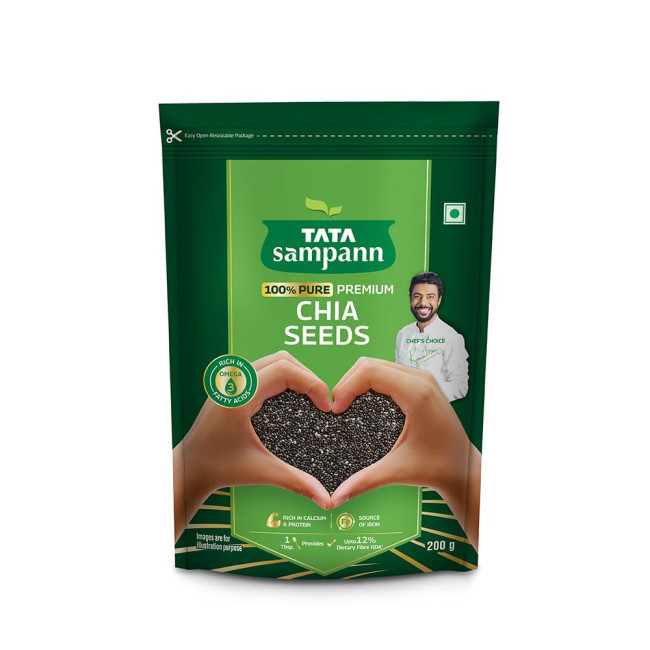 Easy Open-Resealable Package
TATA
sampann
100% PURE PREMIUM
CHIA
SEEDS
CHEF'S CHOICE
RICH IN
OMEGA
3
FATTY ACIDS
RICH IN CALCIUM
& PROTEIN
SOURCE
OF IRON
1
Tbsp.
Provides
Upto 12%
Dietary Fibre RDA*
Images are for
illustration purpose
200 g